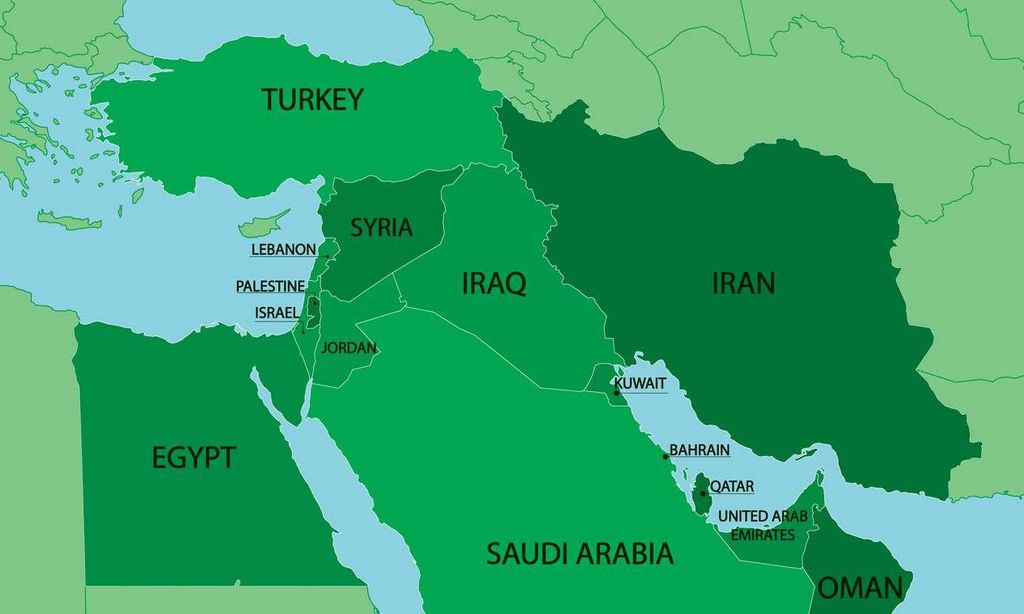 TURKEY
SYRIA
LEBANON
IRAQ
IRAN
PALESTINE
ISRAEL
JORDAN
KUWAIT
EGYPT
BAHRAIN
QATAR
UNITED ARAB
EMIRATES
SAUDI ARABIA
OMAN